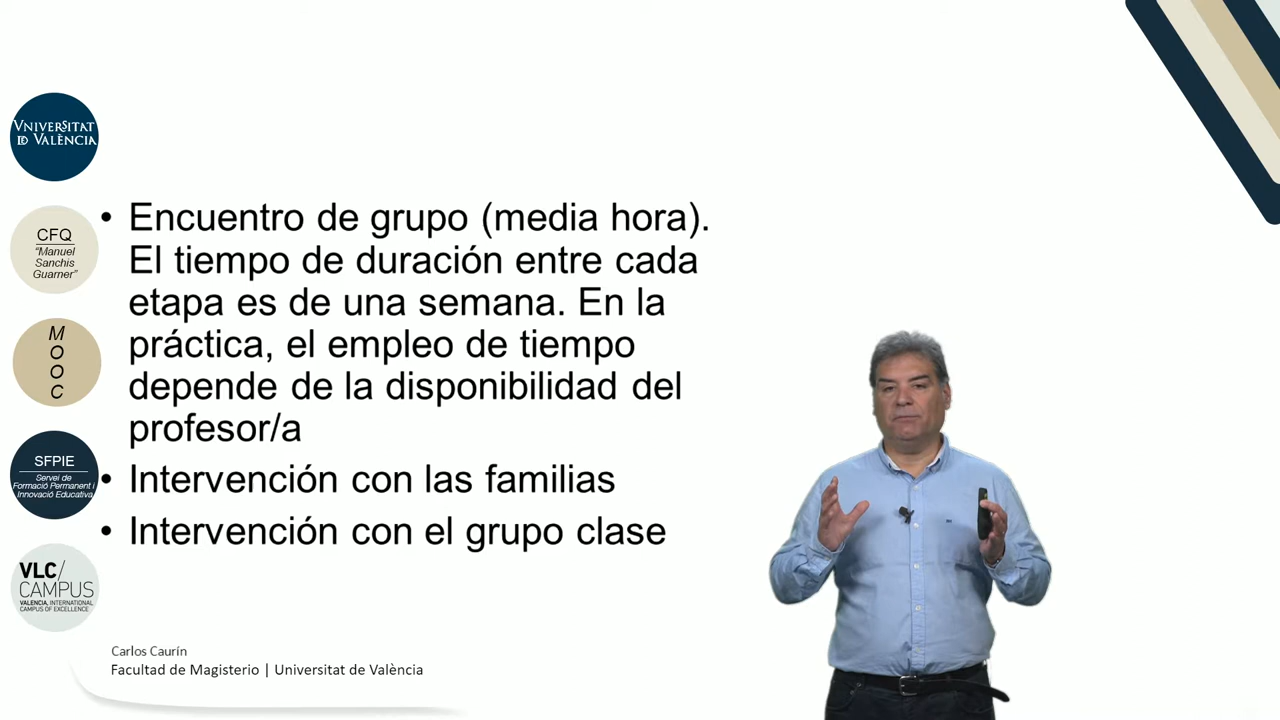 VNIVERSITAT
ID VALÈNCIA
CFQ
"Manuel
Sanchis
Guarner"
M
O
O
C
SFPIE
Servei de
Formació Permanent i
Innovació Educativa
VLC/
CAMPUS
VALENCIA, INTERNATIONAL
CAMPUS OF EXCELLENCE
• Encuentro de grupo (media hora).
El tiempo de duración entre cada
etapa es de una semana. En la
práctica, el empleo de tiempo
depende de la disponibilidad del
profesor/a
• Intervención con las familias
• Intervención con el grupo clase
Carlos Caurín
Facultad de Magisterio | Universitat de València